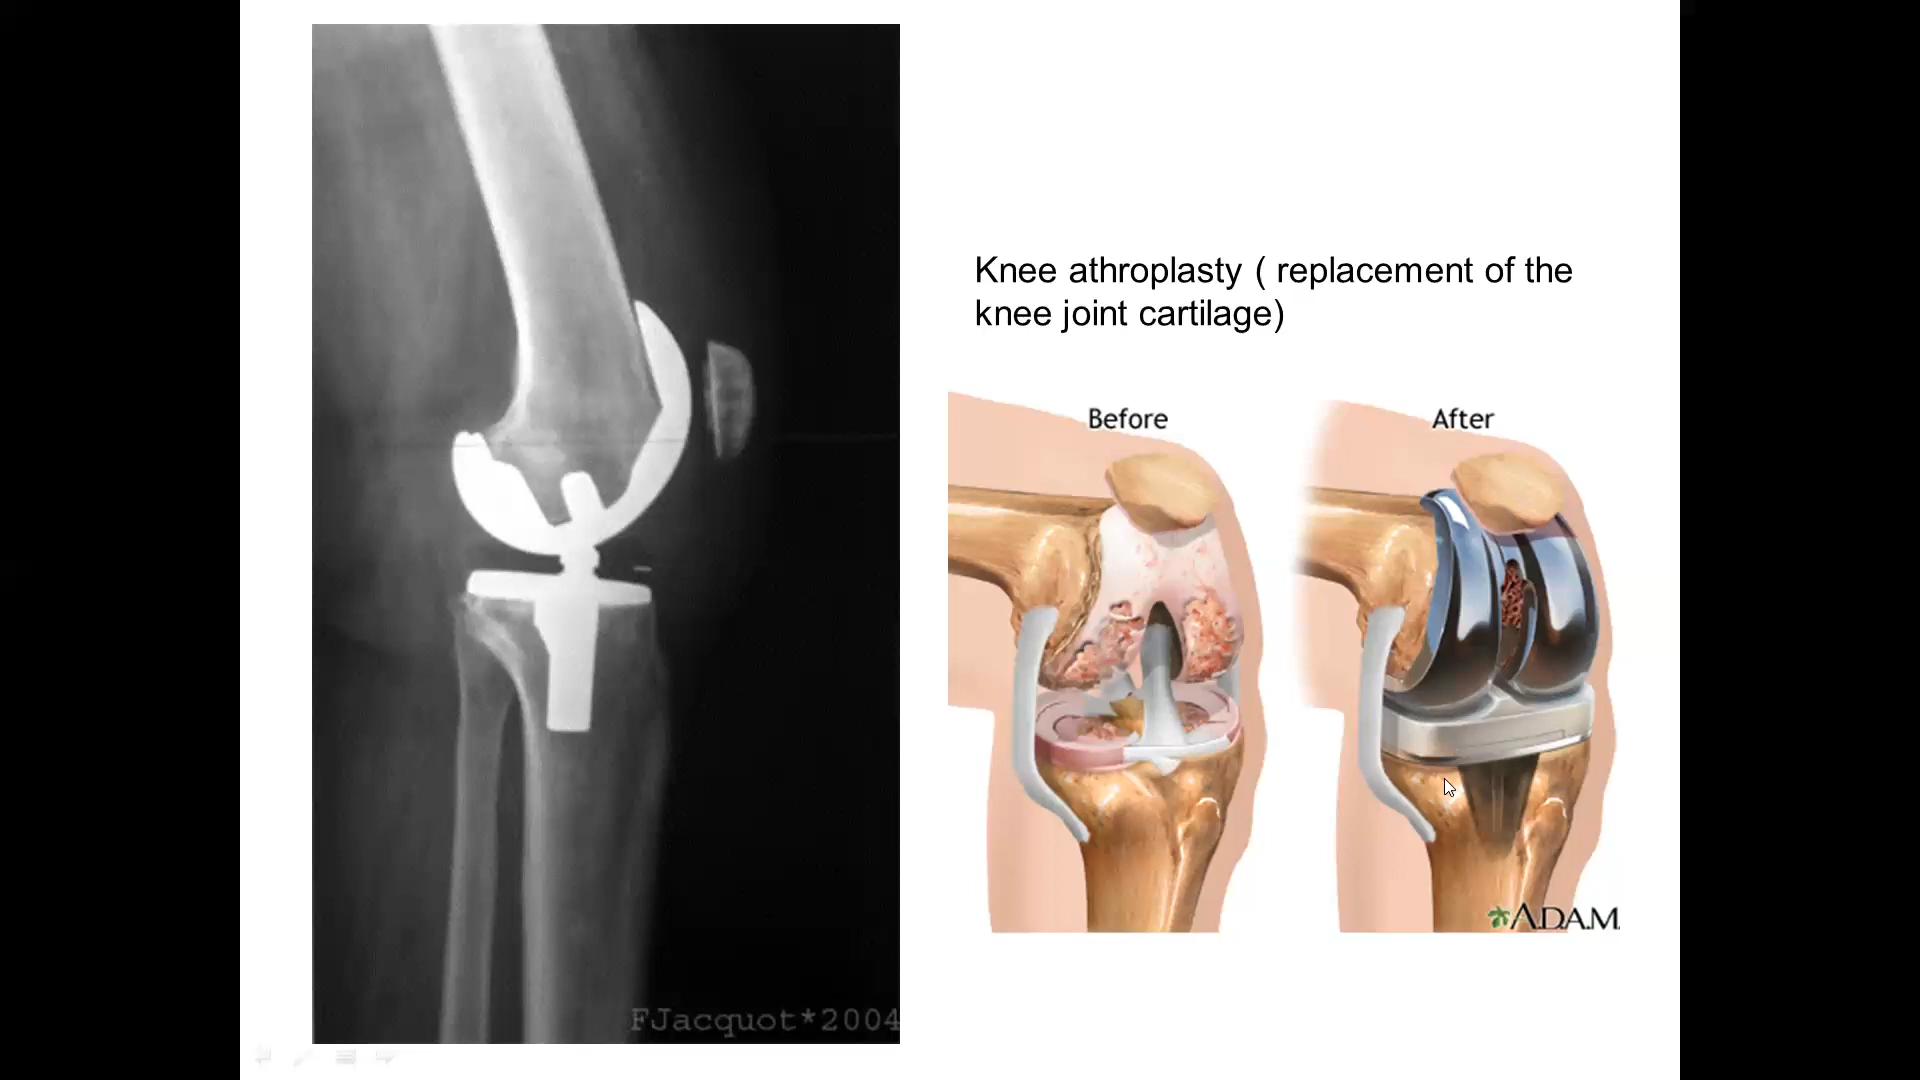 Knee athroplasty ( replacement of the
knee joint cartilage)
Before
After
A.D.A.M.
FJacquot*2004